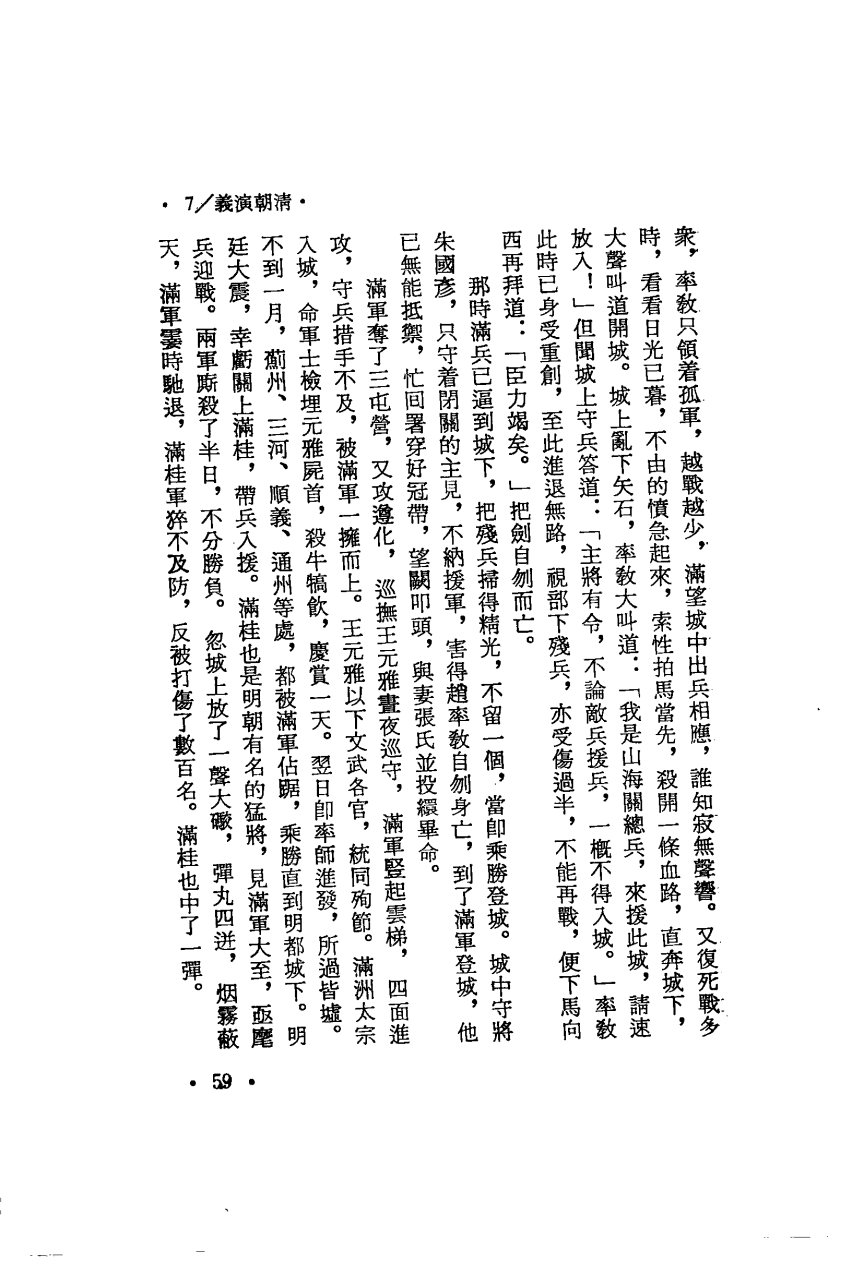 ・7／義演朝清・
衆，率敎只領着孤軍，越戰越少，滿望城中出兵相應，誰知寂無聲響。又復死戰多
時，看看日光已暮，不由的憤急起來，索性拍馬當先，殺開一條血路，直奔城下，
大聲叫道開城。城上亂下矢石，率敎大叫道：「我是山海關總兵，來援此城，請速
放入！」但聞城上守兵答道：「主將有令，不論敵兵援兵，一概不得入城。」率敎
此時已身受重創，至此進退無路，視部下殘兵，亦受傷過半，不能再戰，便下馬向
西再拜道：「臣力竭矣。」把劍自刎而亡。
那時滿兵已逼到城下，把殘兵掃得精光，不留一個，當卽乘勝登城。城中守將
朱國彥，只守着閉關的主見，不納援軍，害得趙率敎自刎身亡，到了滿軍登城，他
已無能抵禦，忙回署穿好冠帶，望闕叩頭，與妻張氏並投繯畢命。
滿軍奪了三屯營，又攻遵化，巡撫王元雅晝夜巡守，滿軍豎起雲梯，四面進
攻，守兵措手不及，被滿軍一擁而上。王元雅以下文武各官，統同殉節。滿洲太宗
入城，命軍士檢埋元雅屍首，殺牛犒飮，慶賞一天。翌日卽率師進發，所過皆墟。
不到一月，薊州、三河、順義、通州等處，都被滿軍佔踞，乘勝直到明都城下。明
廷大震，幸虧關上滿桂，帶兵入援。滿桂也是明朝有名的猛將，見滿軍大至，亟麾
兵迎戰。兩軍廝殺了半日，不分勝負。忽城上放了一聲大礮，彈丸四迸，烟霧蔽
天，滿軍霎時馳退，滿桂軍猝不及防，反被打傷了數百名。滿桂也中了一彈。
・59・